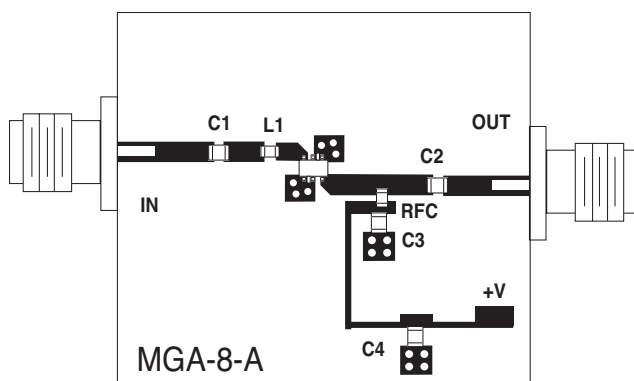 C1
L1
OUT
C2
IN
RFC
C3
+V
C4
MGA-8-A